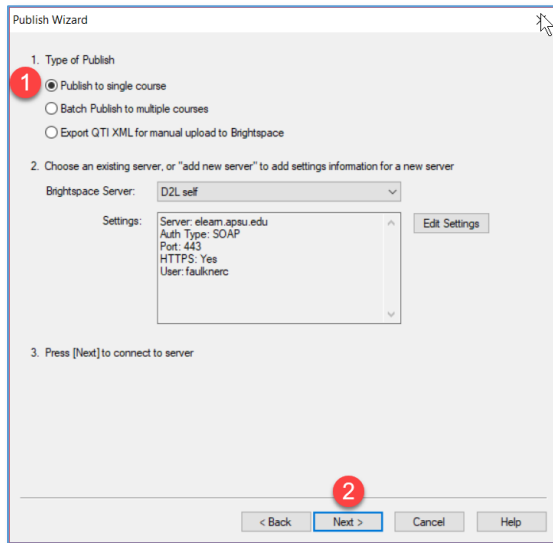 Publish Wizard
1. Type of Publish
1
Publish to single course
Batch Publish to multiple courses
Export QTI XML for manual upload to Brightspace
2. Choose an existing server, or "add new server" to add settings information for a new server
Brightspace Server: D2L self
Settings: Server: elearn.apsu.edu Edit Settings
Auth Type: SOAP
Port: 443
HTTPS: Yes
User: faulknerc
3. Press [Next] to connect to server
2
< Back Next > Cancel Help